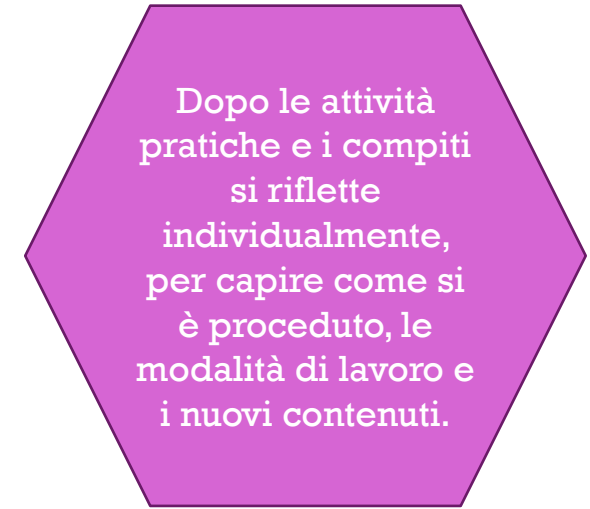 Dopo le attività
pratiche e i compiti
si riflette
individualmente,
per capire come si
è proceduto, le
modalità di lavoro e
i nuovi contenuti.